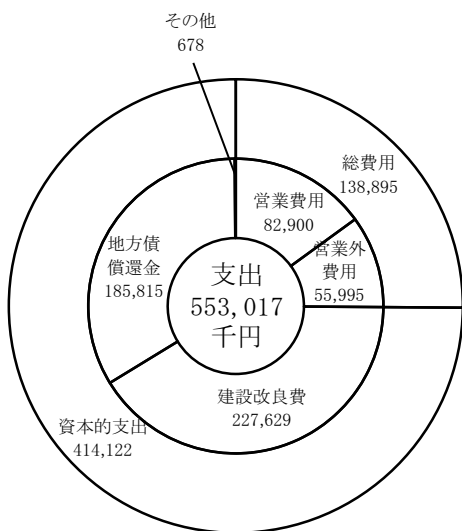 その他
678
総費用
138,895
営業費用
82,900
営業外
費用
55,995
地方債
償還金
185,815
支出
553,017
千円
建設改良費
227,629
資本的支出
414,122